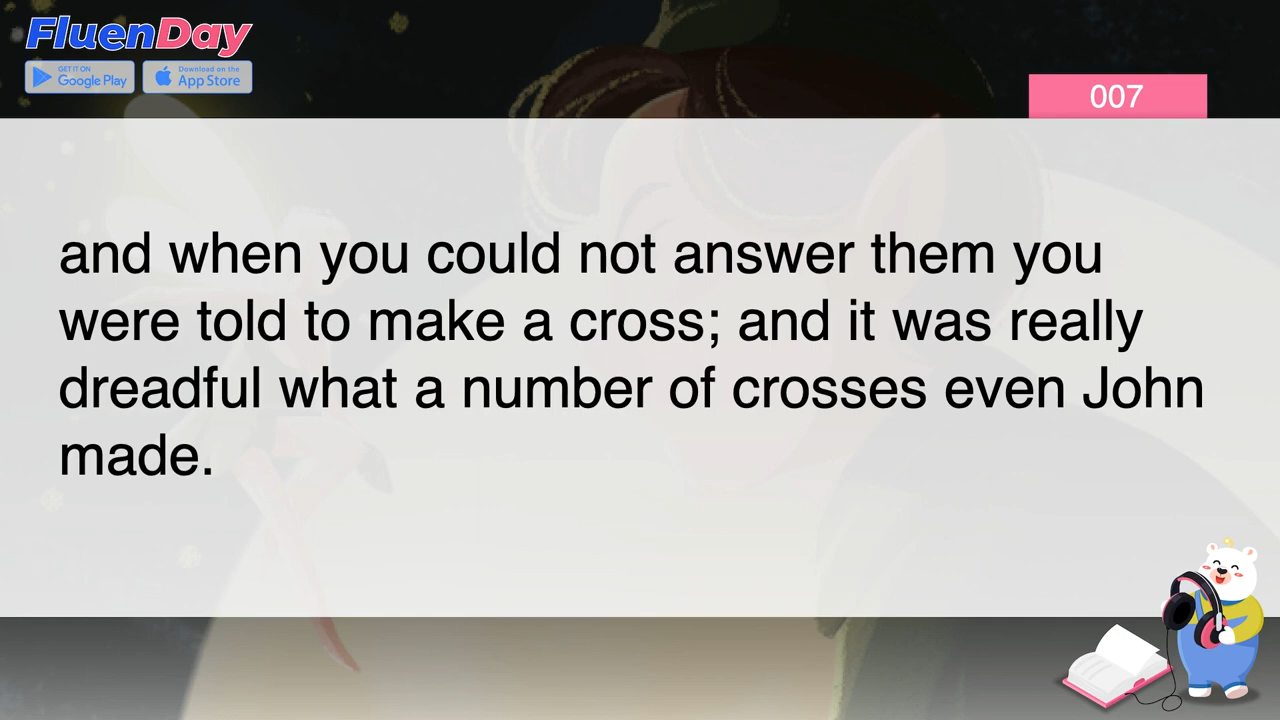 FluenDay
GET IT ON
Google Play
Download on the
App Store
007
and when you could not answer them you
were told to make a cross; and it was really
dreadful what a number of crosses even John
made.